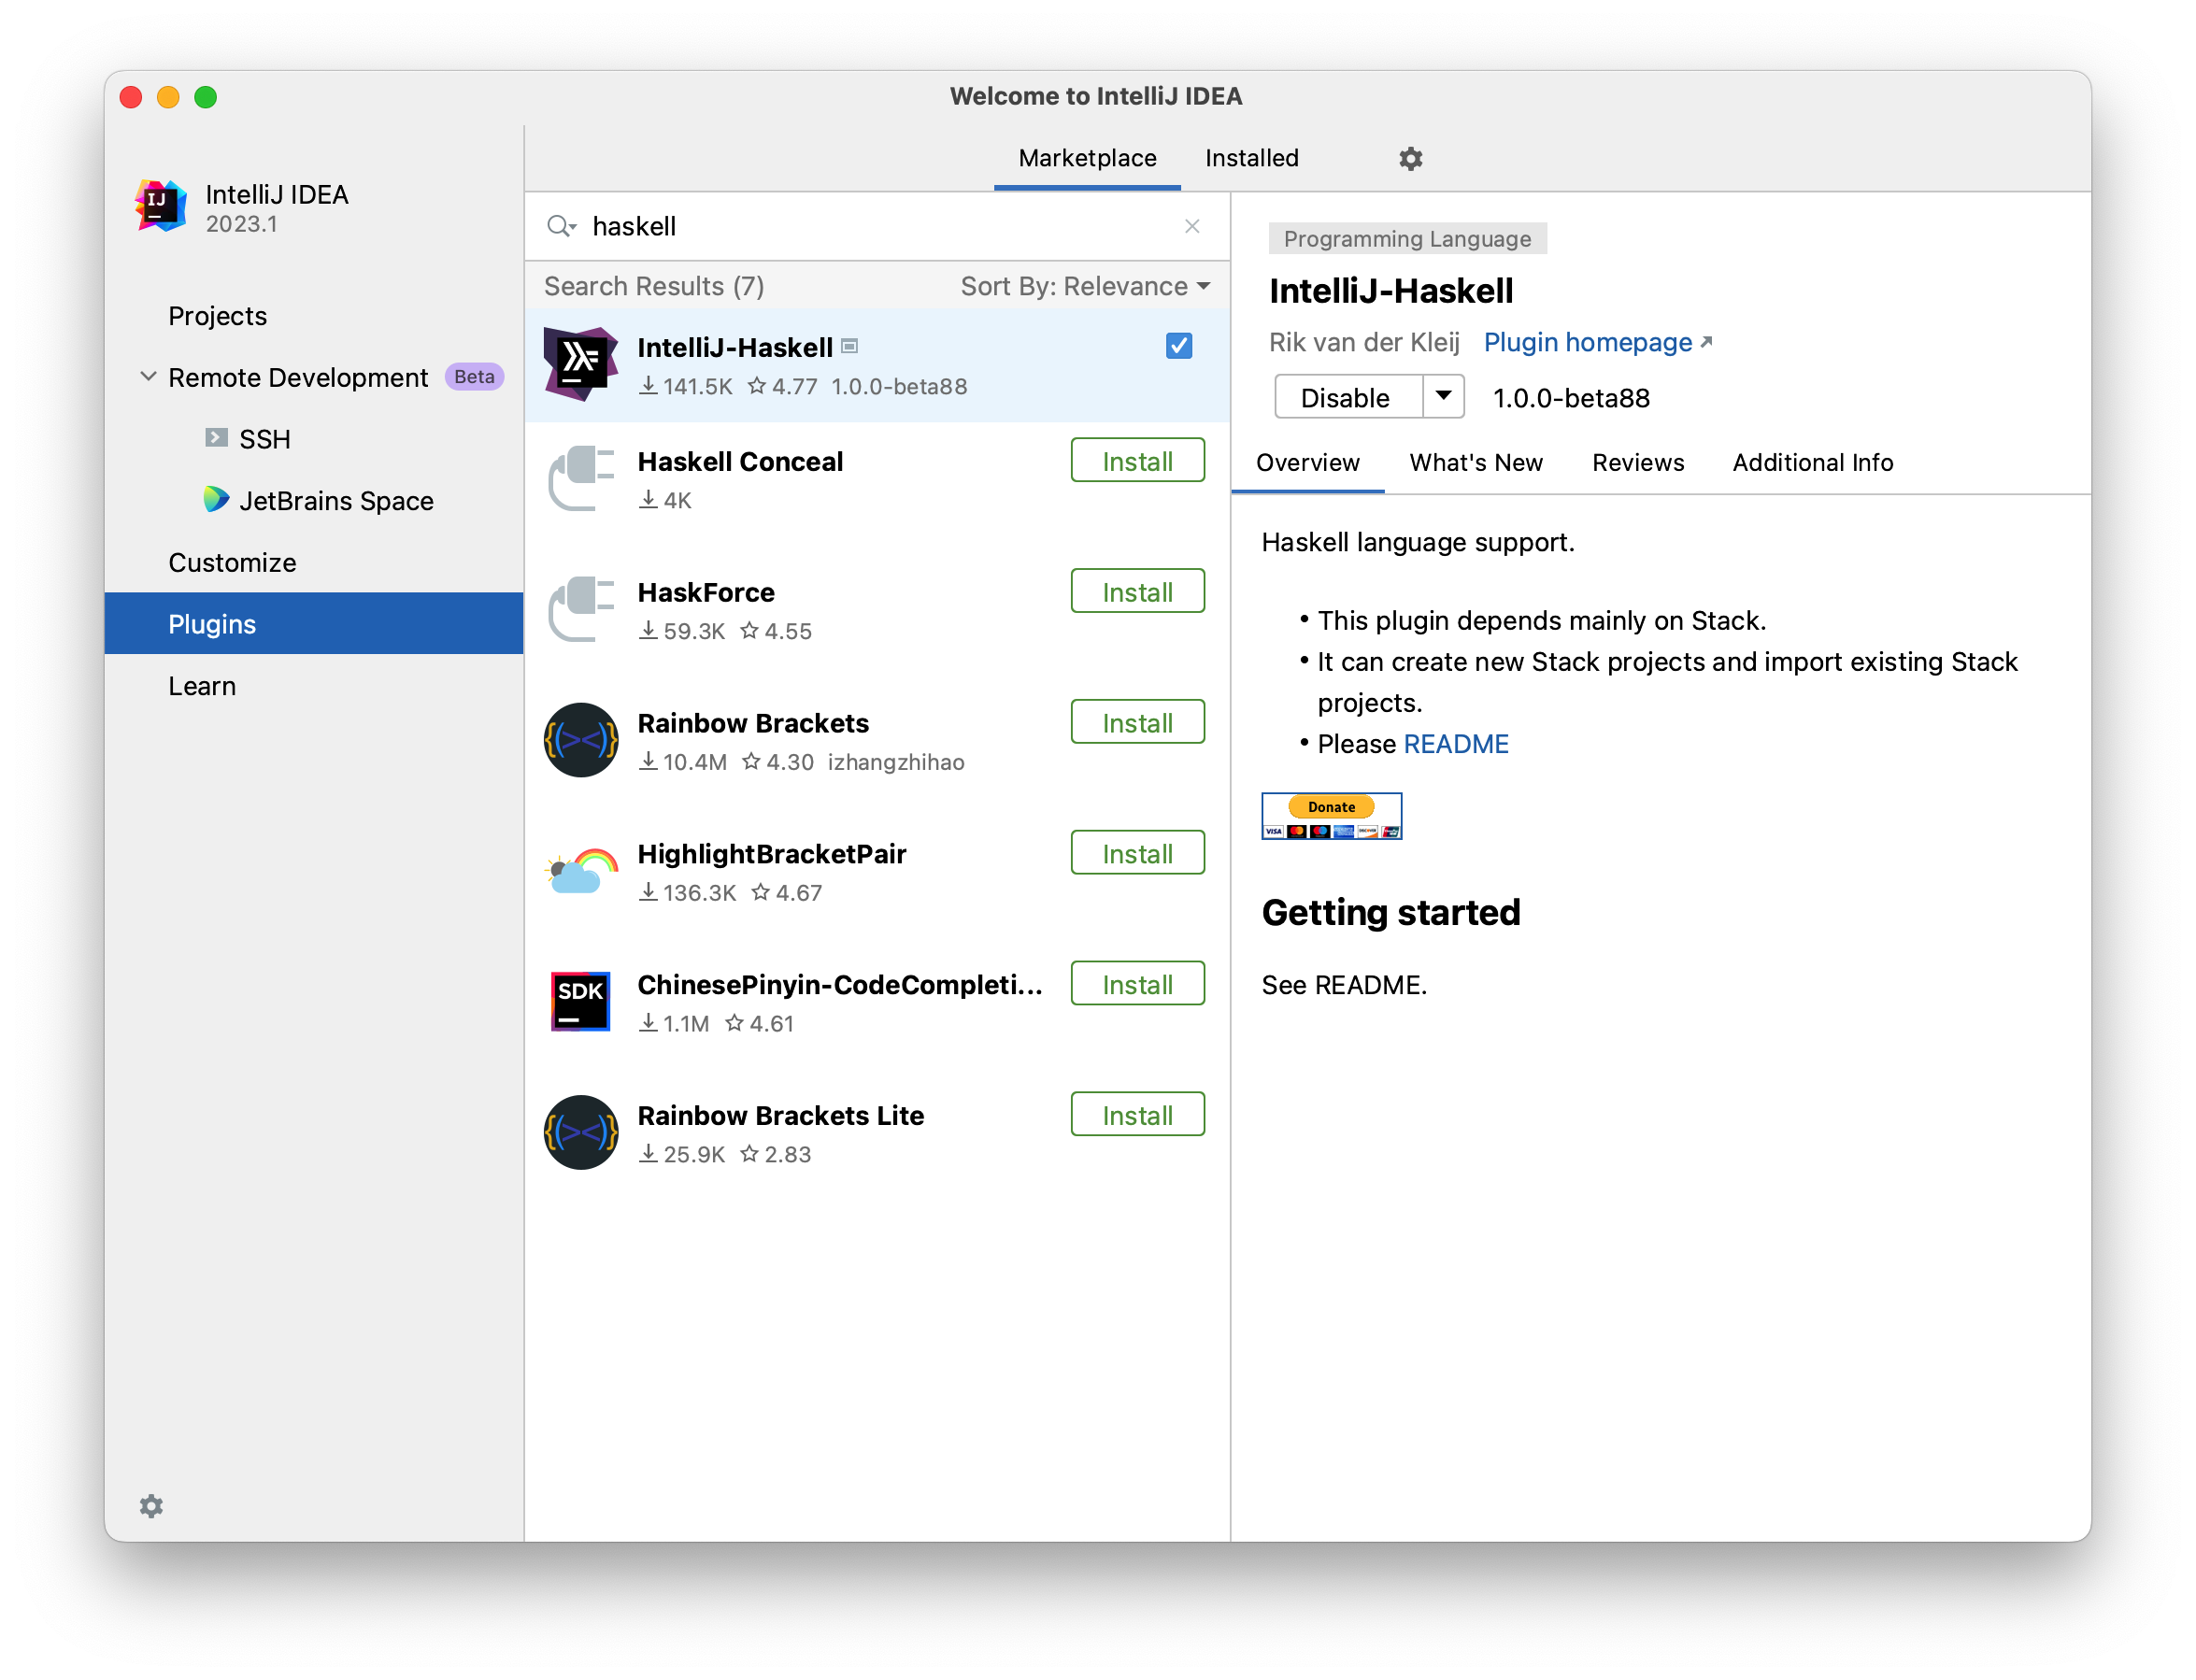 Welcome to IntelliJ IDEA
IJ
IntelliJ IDEA
2023.1
Projects
Remote Development Beta
SSH
JetBrains Space
Customize
Plugins
Learn
Marketplace Installed
haskell
Search Results (7) Sort By: Relevance
IntelliJ-Haskell
141.5K 4.77 1.0.0-beta88
Haskell Conceal Install
4K
HaskForce Install
59.3K 4.55
Rainbow Brackets Install
10.4M 4.30 izhangzhihao
HighlightBracketPair Install
136.3K 4.67
SDK
ChinesePinyin-CodeCompleti... Install
1.1M 4.61
Rainbow Brackets Lite Install
25.9K 2.83
Programming Language
IntelliJ-Haskell
Rik van der Kleij Plugin homepage
Disable 1.0.0-beta88
Overview What's New Reviews Additional Info
Haskell language support.
• This plugin depends mainly on Stack.
• It can create new Stack projects and import existing Stack
projects.
• Please README
Donate
VISA
Getting started
See README.